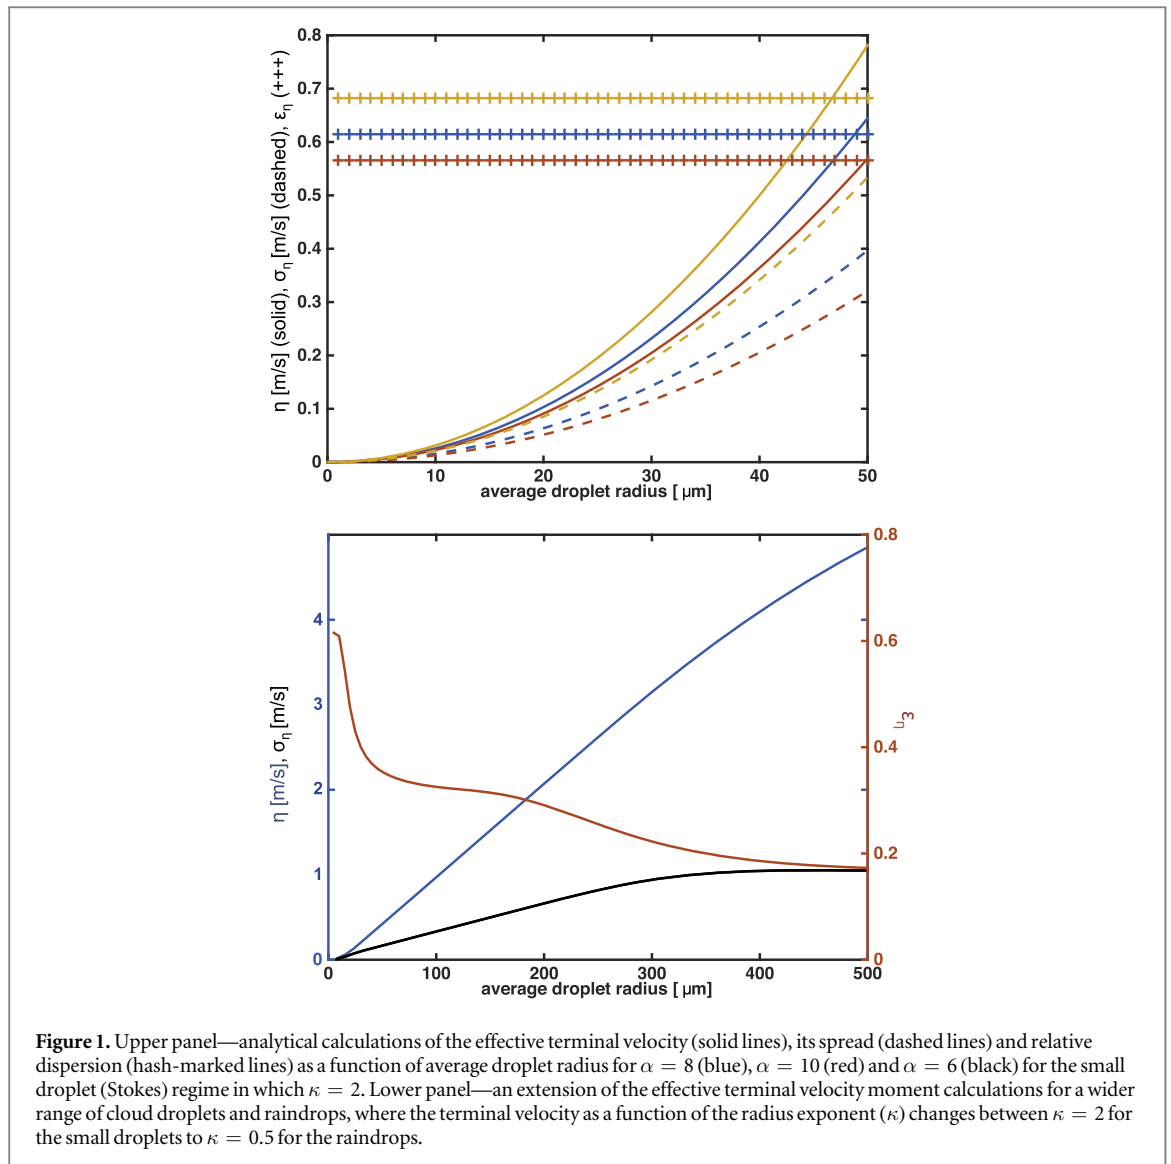 0.8
0.7
0.6
0.5
0.4
0.3
0.2
0.1
0
η [m/s] (solid), ση [m/s] (dashed), εη (+++)
0 10 20 30 40 50
average droplet radius [ μm]
4
3
2
1
0
η [m/s], ση [m/s]
0.8
0.6
0.4
0.2
0
εη
0 100 200 300 400 500
average droplet radius [ μm]
Figure 1. Upper panel—analytical calculations of the effective terminal velocity (solid lines), its spread (dashed lines) and relative
dispersion (hash-marked lines) as a function of average droplet radius for α = 8 (blue), α = 10 (red) and α = 6 (black) for the small
droplet (Stokes) regime in which κ = 2. Lower panel—an extension of the effective terminal velocity moment calculations for a wider
range of cloud droplets and raindrops, where the terminal velocity as a function of the radius exponent (κ) changes between κ = 2 for
the small droplets to κ = 0.5 for the raindrops.